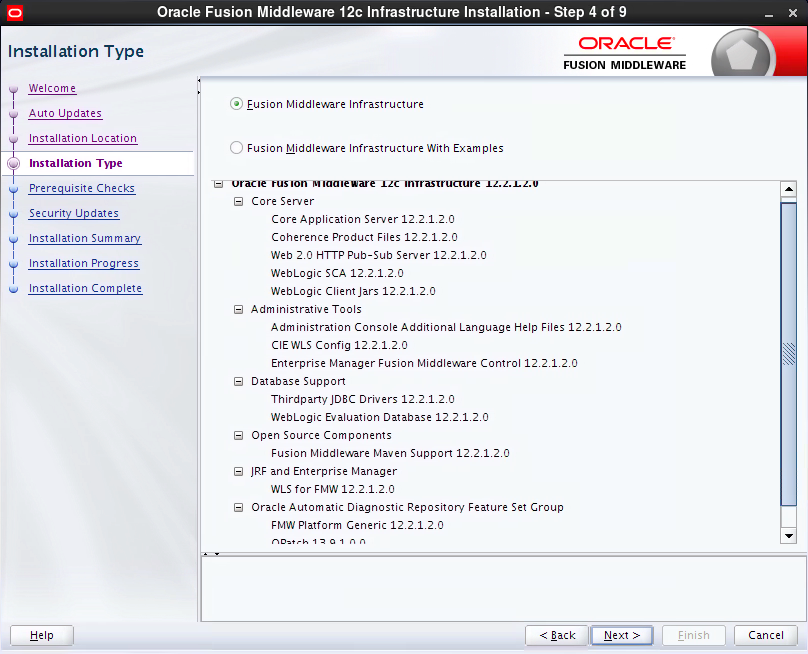 Oracle Fusion Middleware 12c Infrastructure Installation - Step 4 of 9
Installation Type
ORACLE
FUSION MIDDLEWARE
Welcome
Auto Updates
Installation Location
Installation Type
Prerequisite Checks
Security Updates
Installation Summary
Installation Progress
Installation Complete
Fusion Middleware Infrastructure
Fusion Middleware Infrastructure With Examples
Oracle Fusion Middleware 12c Infrastructure 12.2.1.2.0
Core Server
Core Application Server 12.2.1.2.0
Coherence Product Files 12.2.1.2.0
Web 2.0 HTTP Pub-Sub Server 12.2.1.2.0
WebLogic SCA 12.2.1.2.0
WebLogic Client Jars 12.2.1.2.0
Administrative Tools
Administration Console Additional Language Help Files 12.2.1.2.0
CIE WLS Config 12.2.1.2.0
Enterprise Manager Fusion Middleware Control 12.2.1.2.0
Database Support
Thirdparty JDBC Drivers 12.2.1.2.0
WebLogic Evaluation Database 12.2.1.2.0
Open Source Components
Fusion Middleware Maven Support 12.2.1.2.0
JRF and Enterprise Manager
WLS for FMW 12.2.1.2.0
Oracle Automatic Diagnostic Repository Feature Set Group
FMW Platform Generic 12.2.1.2.0
OPatch 13.9.1.0.0
Help
< Back
Next >
Finish
Cancel